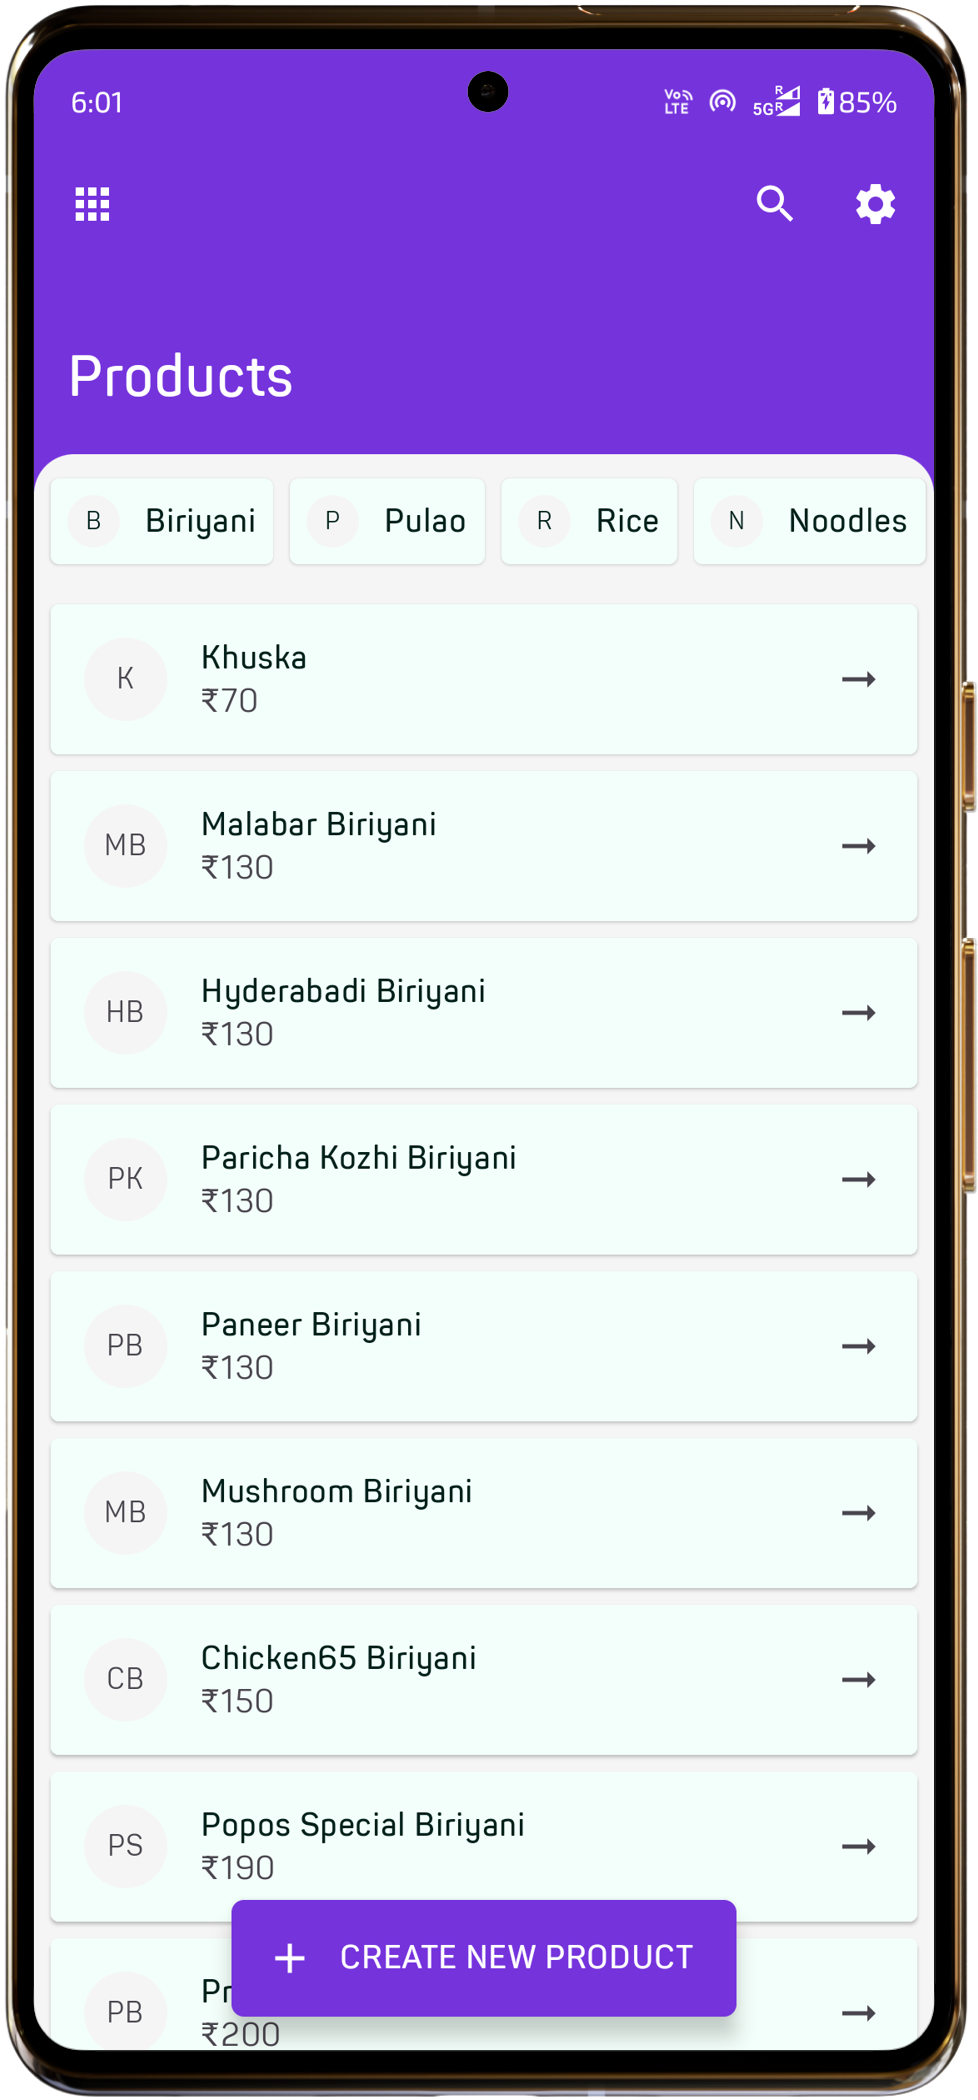 6:01 Vo LTE 5G R R 85%
Products
B Biriyani P Pulao R Rice N Noodles
K Khuska
₹70
MB Malabar Biriyani
₹130
HB Hyderabadi Biriyani
₹130
PK Paricha Kozhi Biriyani
₹130
PB Paneer Biriyani
₹130
MB Mushroom Biriyani
₹130
CB Chicken65 Biriyani
₹150
PS Popos Special Biriyani
₹190
+ CREATE NEW PRODUCT
PB Pr
₹200